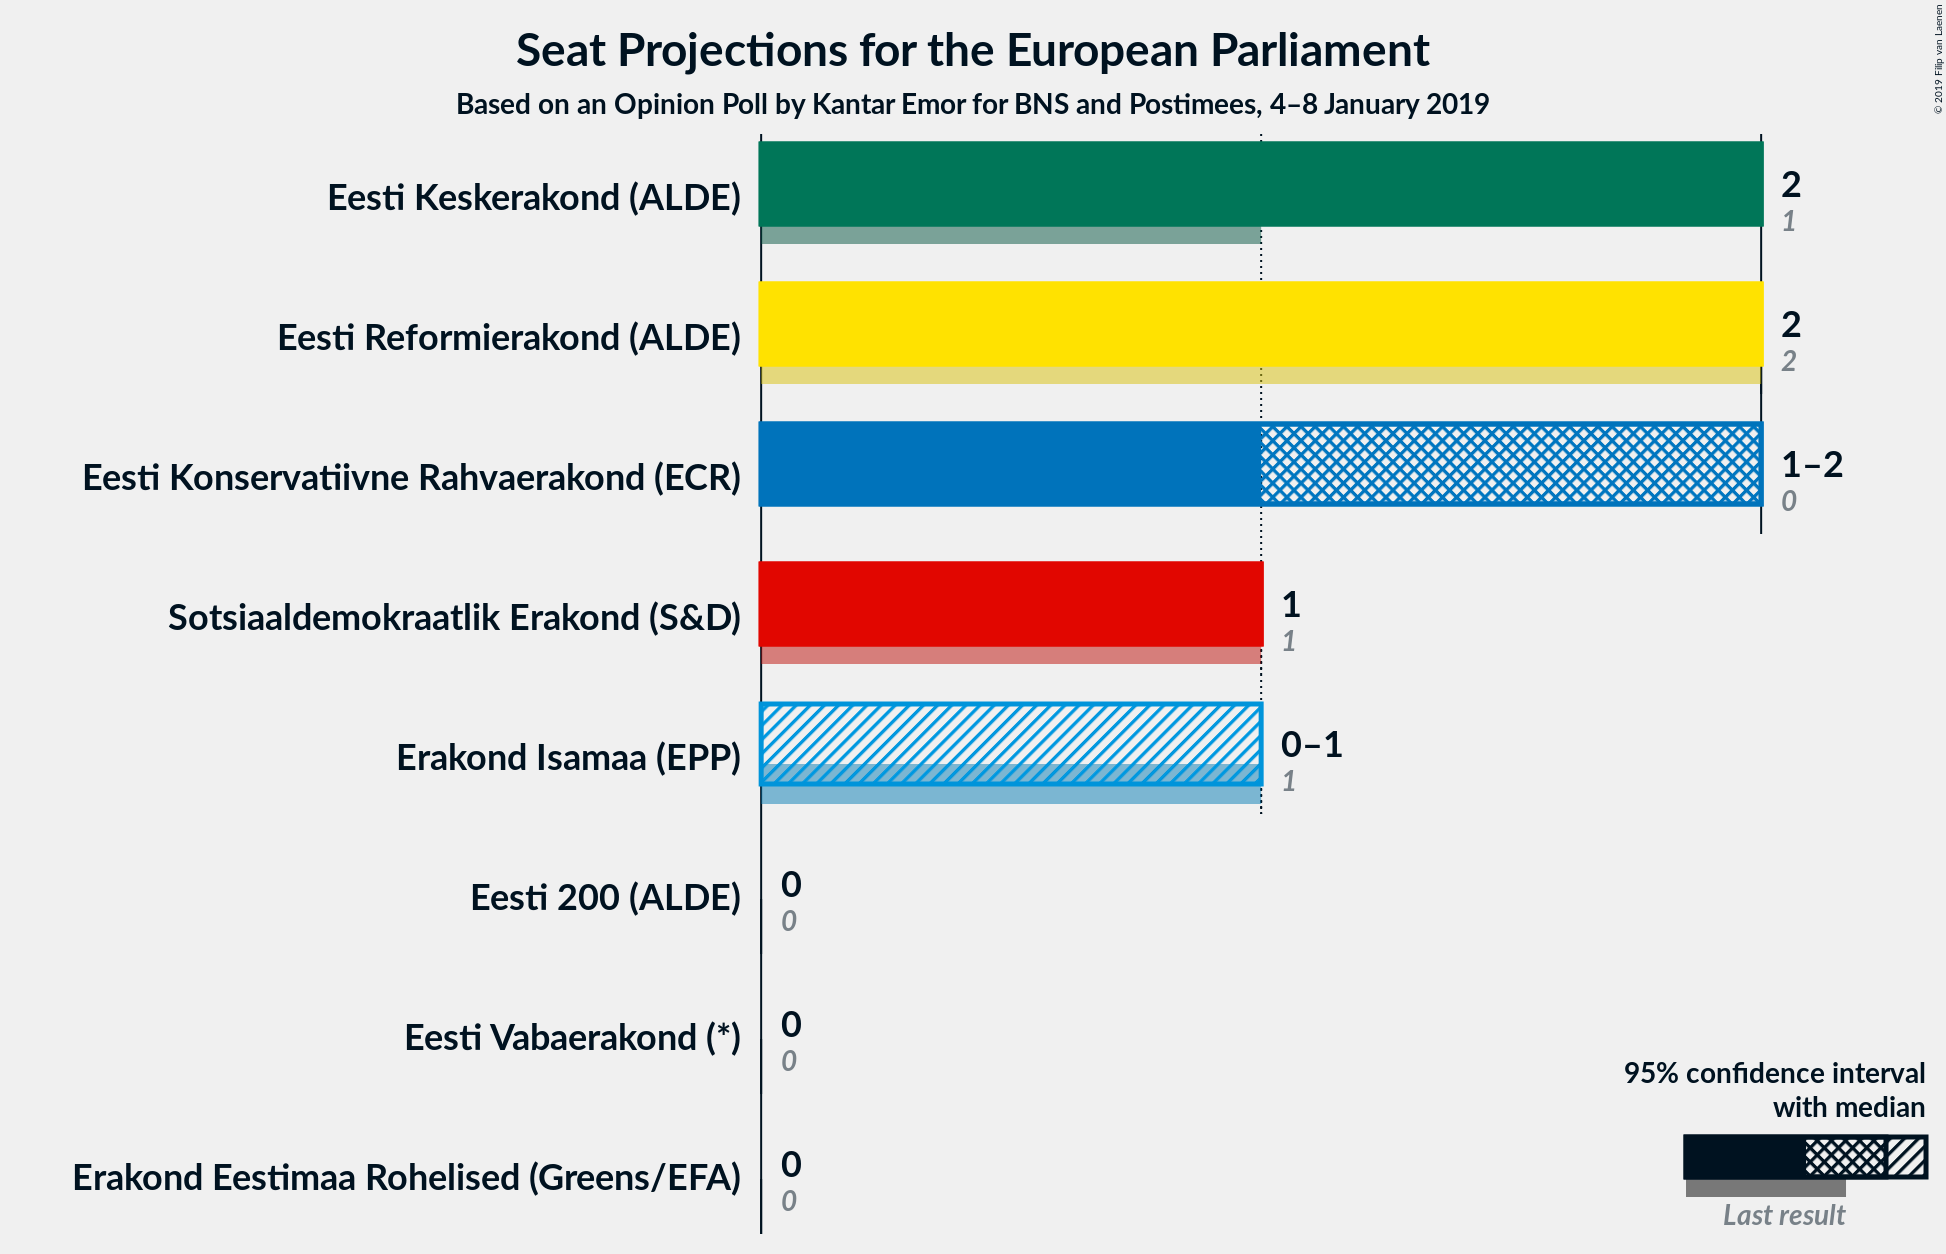 Seat Projections for the European Parliament
Based on an Opinion Poll by Kantar Emor for BNS and Postimees, 4–8 January 2019
© 2019 Filip van Laenen
Eesti Keskerakond (ALDE)
2
1
Eesti Reformierakond (ALDE)
2
2
Eesti Konservatiivne Rahvaerakond (ECR)
1–2
0
Sotsiaaldemokraatlik Erakond (S&D)
1
1
Erakond Isamaa (EPP)
0–1
1
Eesti 200 (ALDE)
0
0
Eesti Vabaerakond (*)
0
0
Erakond Eestimaa Rohelised (Greens/EFA)
0
0
95% confidence interval
with median
Last result